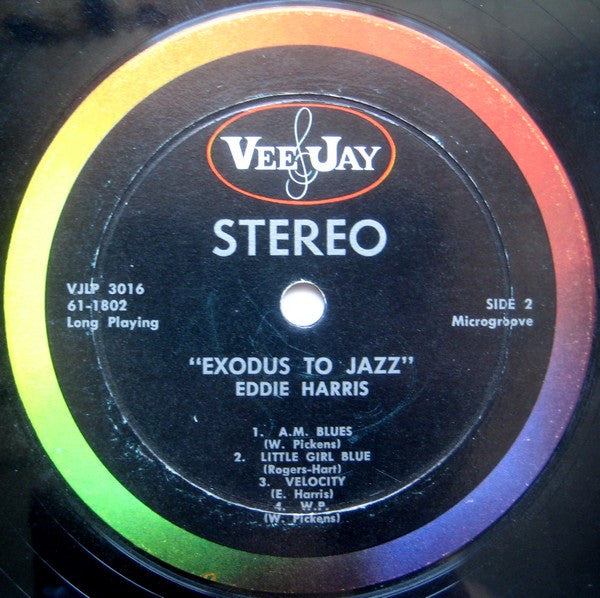 VEE JAY
STEREO
VJLP 3016
61-1802
Long Playing
SIDE 2
Microgroove
"EXODUS TO JAZZ"
EDDIE HARRIS
1. A.M. BLUES
(W. Pickens)
2. LITTLE GIRL BLUE
(Rogers-Hart)
3. VELOCITY
(E. Harris)
4. W.P.
(W. Pickens)